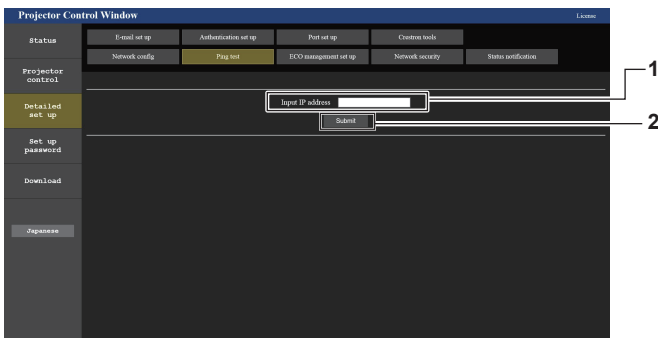 Projector Control Window
License
Status
E-mail set up
Authentication set up
Port set up
Crestron tools
Network config
Ping test
ECO management set up
Network security
Status notification
Projector
control
Detailed
set up
Set up
password
Download
Japanese
Input IP address
Submit
1
2